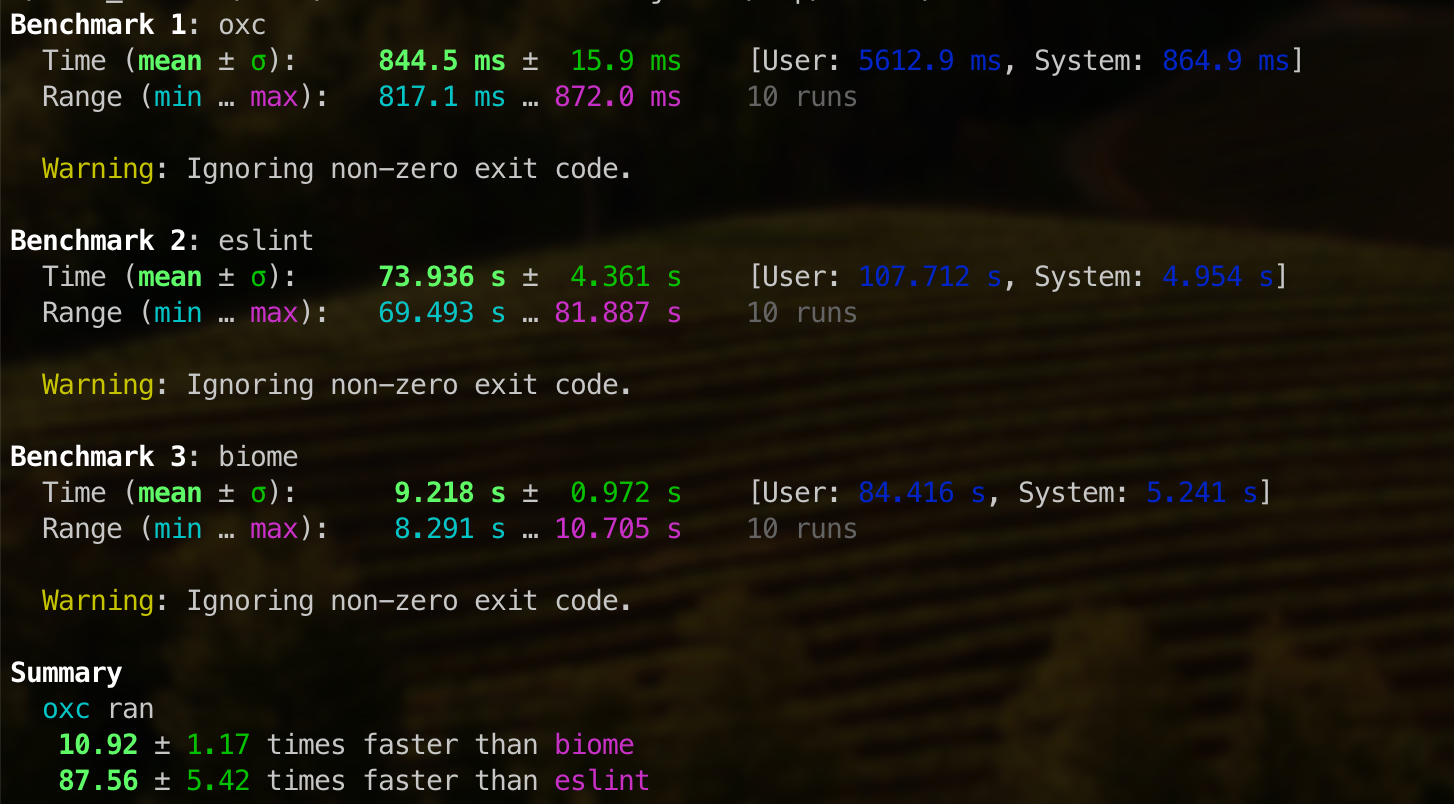 Benchmark 1: oxc
  Time (mean ± σ):     844.5 ms ±  15.9 ms    [User: 5612.9 ms, System: 864.9 ms]
  Range (min … max):   817.1 ms … 872.0 ms    10 runs
  Warning: Ignoring non-zero exit code.
Benchmark 2: eslint
  Time (mean ± σ):     73.936 s ±  4.361 s    [User: 107.712 s, System: 4.954 s]
  Range (min … max):   69.493 s … 81.887 s    10 runs
  Warning: Ignoring non-zero exit code.
Benchmark 3: biome
  Time (mean ± σ):      9.218 s ±  0.972 s    [User: 84.416 s, System: 5.241 s]
  Range (min … max):    8.291 s … 10.705 s    10 runs
  Warning: Ignoring non-zero exit code.
Summary
  oxc ran
   10.92 ± 1.17 times faster than biome
   87.56 ± 5.42 times faster than eslint